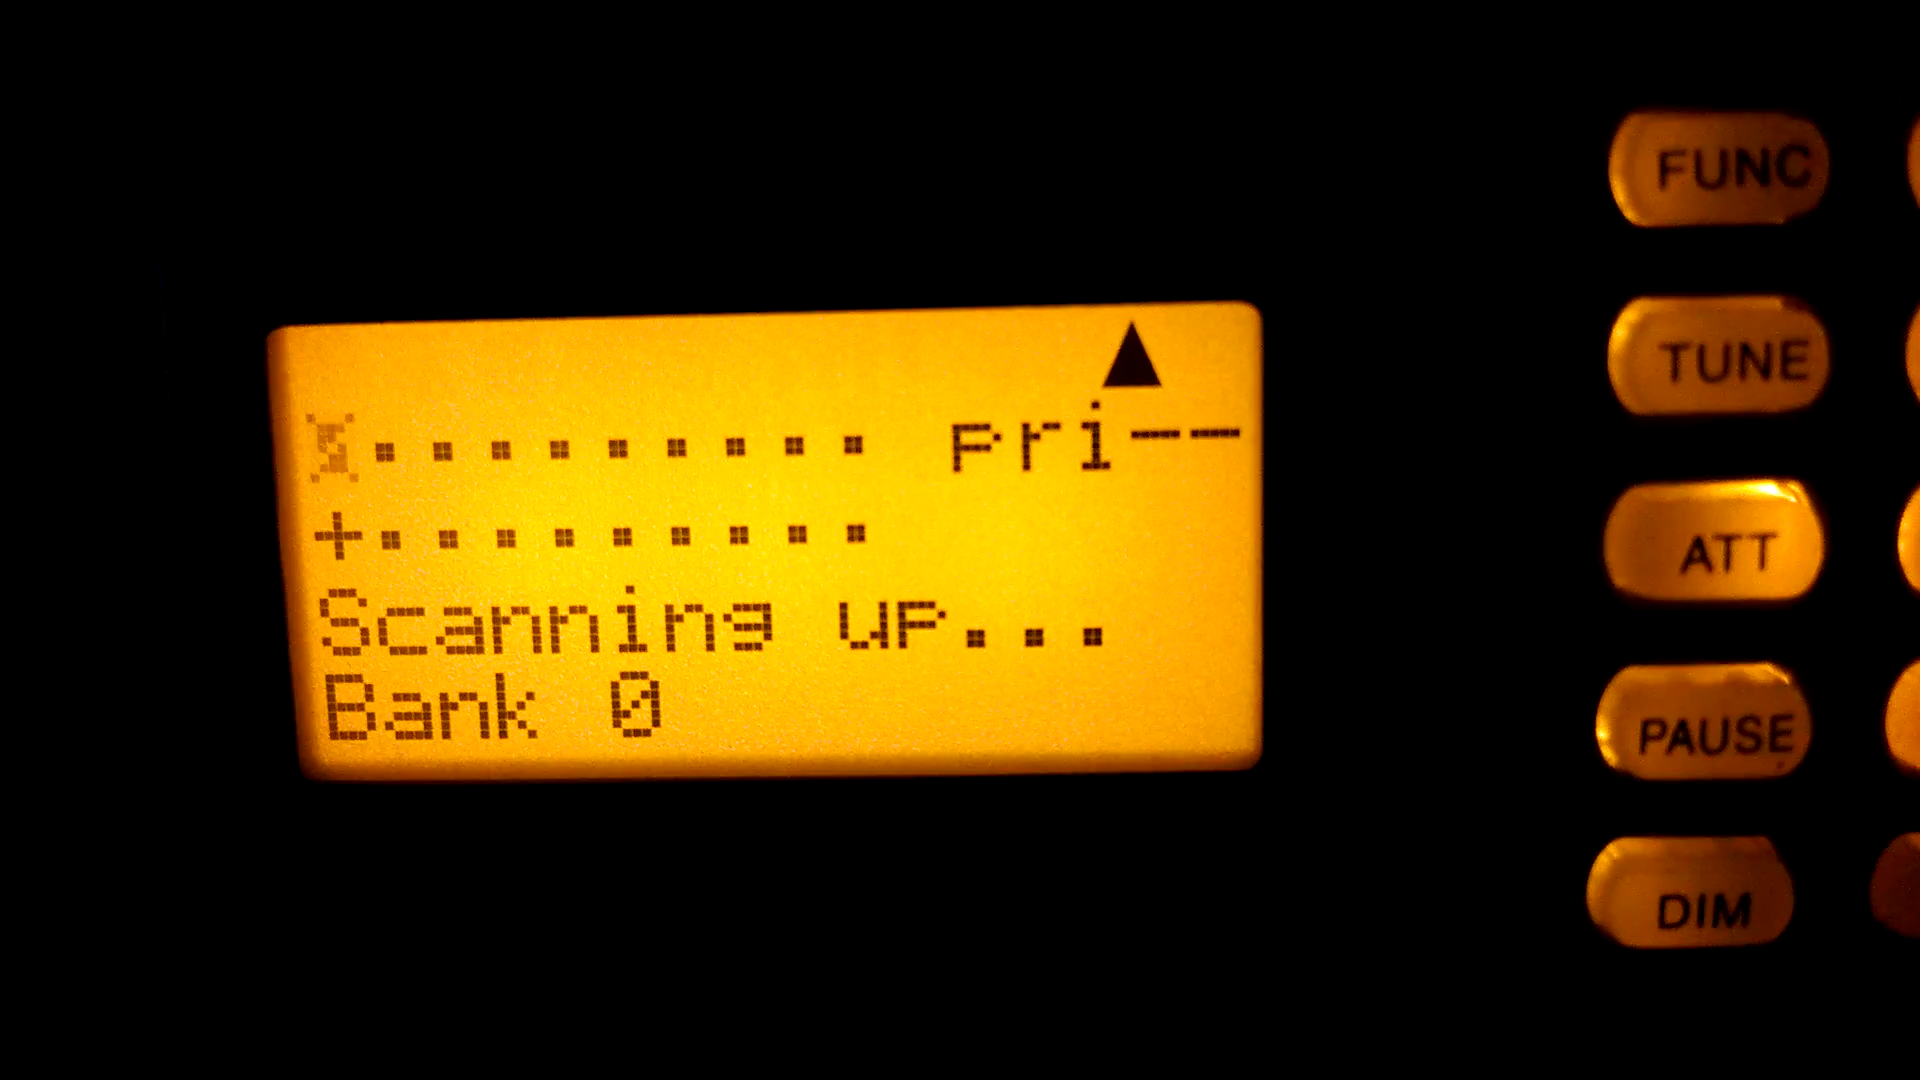 ......... pri--
+.........
Scanning up...
Bank 0
FUNC
TUNE
ATT
PAUSE
DIM